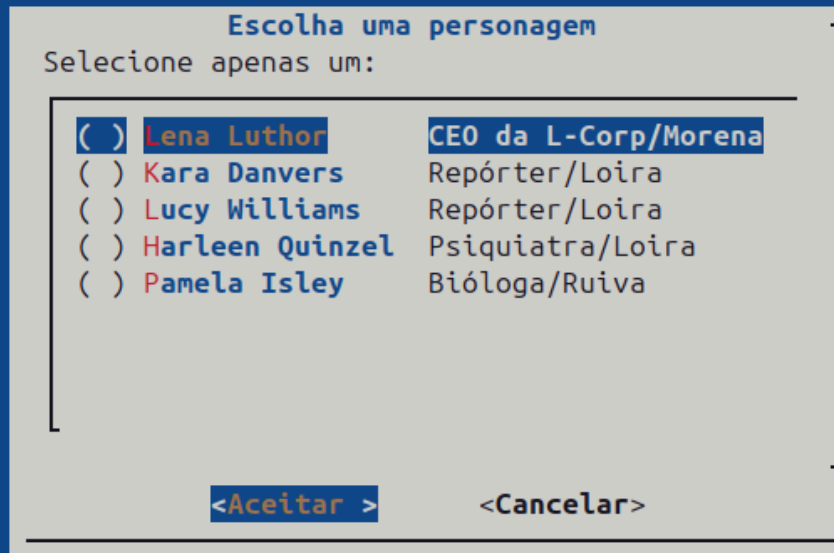 Escolha uma personagem
Selecione apenas um:
( ) Lena Luthor CEO da L-Corp/Morena
( ) Kara Danvers Repórter/Loira
( ) Lucy Williams Repórter/Loira
( ) Harleen Quinzel Psiquiatra/Loira
( ) Pamela Isley Bióloga/Ruiva
<Aceitar > <Cancelar>